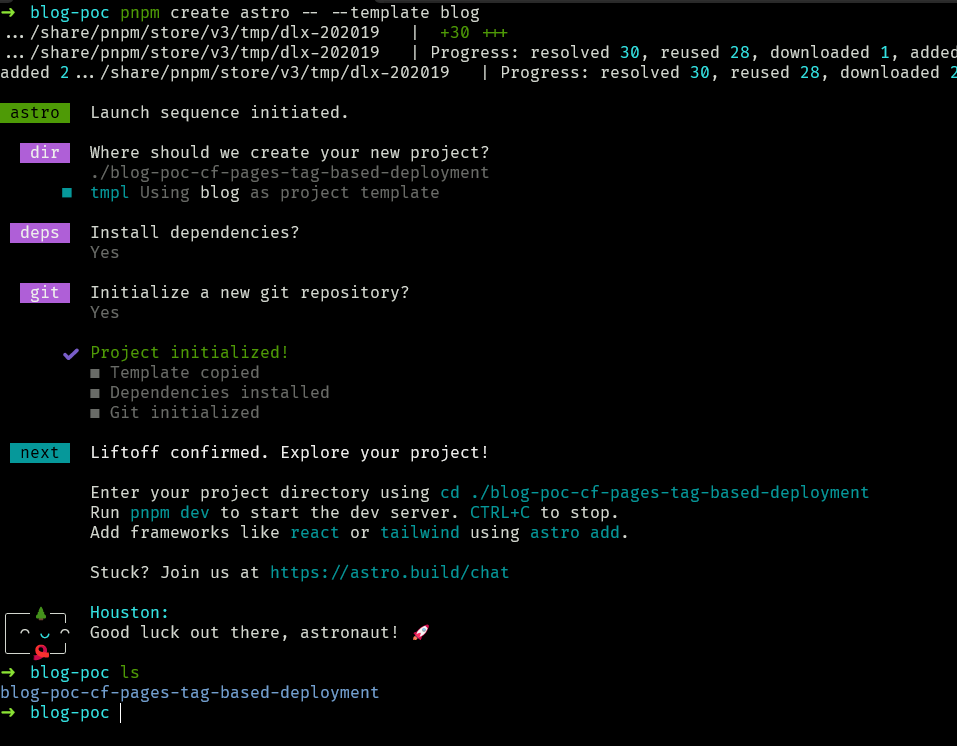 → blog-poc pnpm create astro -- --template blog
.../share/pnpm/store/v3/tmp/dlx-202019 | +30 +++
.../share/pnpm/store/v3/tmp/dlx-202019 | Progress: resolved 30, reused 28, downloaded 1, added
added 2.../share/pnpm/store/v3/tmp/dlx-202019 | Progress: resolved 30, reused 28, downloaded 2
astro Launch sequence initiated.
dir Where should we create your new project?
./blog-poc-cf-pages-tag-based-deployment
■ tmpl Using blog as project template
deps Install dependencies?
Yes
git Initialize a new git repository?
Yes
✔ Project initialized!
■ Template copied
■ Dependencies installed
■ Git initialized
next Liftoff confirmed. Explore your project!
Enter your project directory using cd ./blog-poc-cf-pages-tag-based-deployment
Run pnpm dev to start the dev server. CTRL+C to stop.
Add frameworks like react or tailwind using astro add.
Stuck? Join us at https://astro.build/chat
Houston:
Good luck out there, astronaut! 🚀
→ blog-poc ls
blog-poc-cf-pages-tag-based-deployment
→ blog-poc